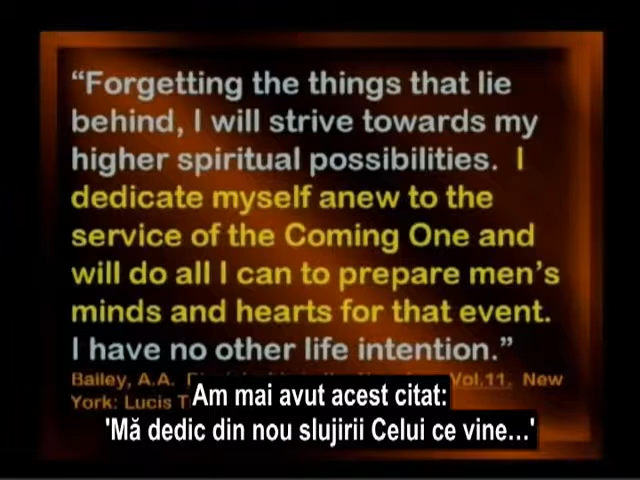 “Forgetting the things that lie
behind, I will strive towards my
higher spiritual possibilities. I
dedicate myself anew to the
service of the Coming One and
will do all I can to prepare men’s
minds and hearts for that event.
I have no other life intention.”
Bailey, A.A. Vol.11, New
York: Lucis
Am mai avut acest citat:
'Mă dedic din nou slujirii Celui ce vine...'